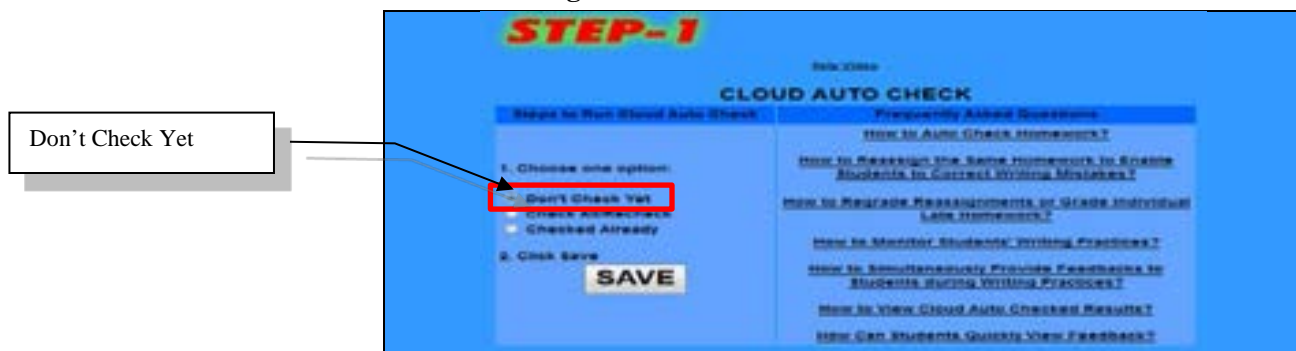 STEP-1
CLOUD AUTO CHECK
Steps to Run Cloud Auto Check
Frequently Asked Questions
Don't Check Yet
1. Choose one option:
Don't Check Yet
Check All/Recheck
Checked Already
2. Click Save
SAVE
How to Auto Check Homework?
How to Reassign the Same Homework to Enable
Students to Correct Writing Mistakes?
How to Regrade Reassignments or Grade Individual
Late Homework?
How to Monitor Students' Writing Practices?
How to Simultaneously Provide Feedbacks to
Students during Writing Practices?
How to View Cloud Auto Checked Results?
How Can Students Quickly View Feedback?